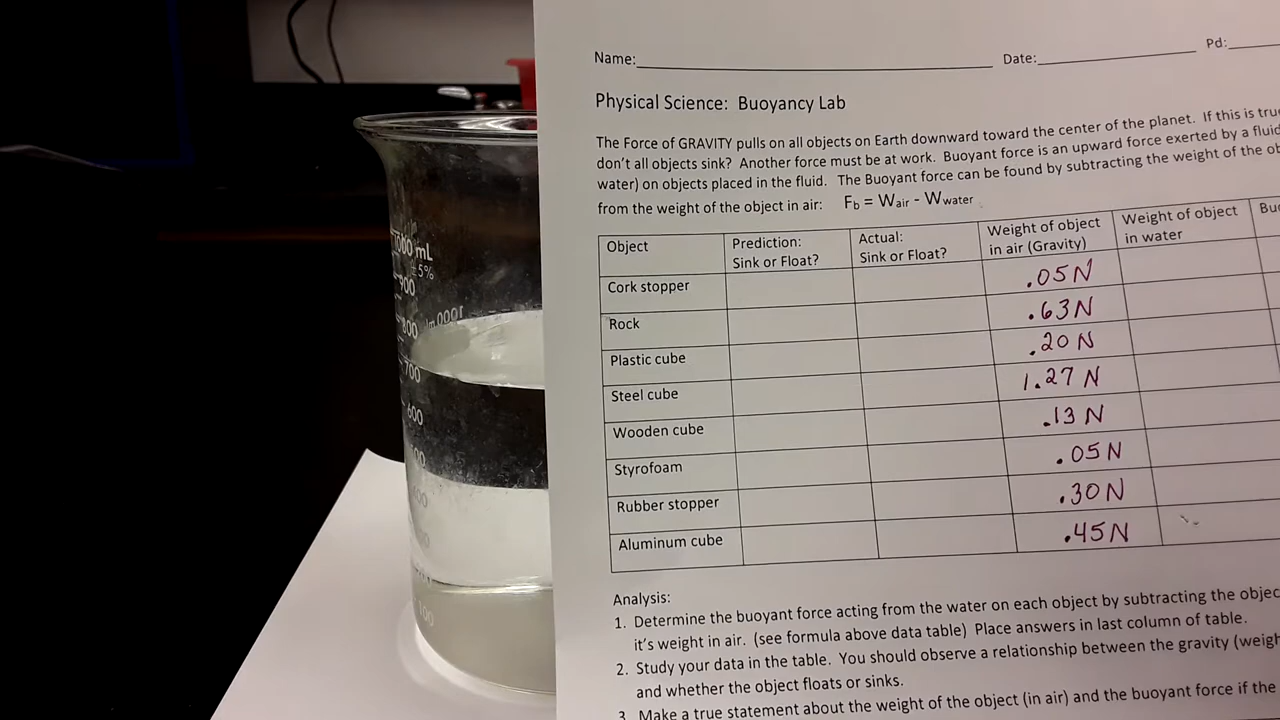 Name: Date: Pd:
Physical Science: Buoyancy Lab
The Force of GRAVITY pulls on all objects on Earth downward toward the center of the planet. If this is
don't all objects sink? Another force must be at work. Buoyant force is an upward force exerted by a
water) on objects placed in the fluid. The Buoyant force can be found by subtracting the weight of the
from the weight of the object in air: Fb = Wair - Wwater
Object Prediction: Sink or Float? Actual: Sink or Float? Weight of object in air (Gravity) Weight of object in water
Cork stopper .05N
Rock .63N
Plastic cube .20 N
Steel cube 1.27 N
Wooden cube .13 N
Styrofoam .05N
Rubber stopper .30N
Aluminum cube .45N
Analysis:
1. Determine the buoyant force acting from the water on each object by subtracting the
it's weight in air. (see formula above data table) Place answers in last column of table.
2. Study your data in the table. You should observe a relationship between the gravity
and whether the object floats or sinks.
3. Make a true statement about the weight of the object (in air) and the buoyant force if the
1000 mL
±5%
900
800
1000 mL
700
600
100